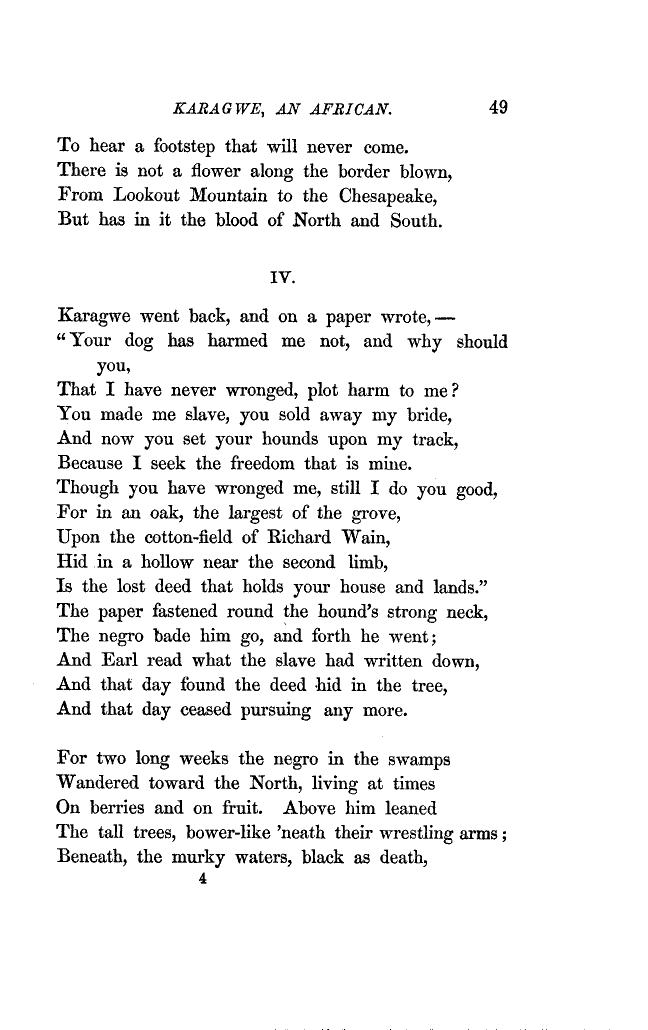 KARAGWE, AN AFRICAN. 49
To hear a footstep that will never come.
There is not a flower along the border blown,
From Lookout Mountain to the Chesapeake,
But has in it the blood of North and South.
IV.
Karagwe went back, and on a paper wrote,—
“Your dog has harmed me not, and why should
you,
That I have never wronged, plot harm to me?
You made me slave, you sold away my bride,
And now you set your hounds upon my track,
Because I seek the freedom that is mine.
Though you have wronged me, still I do you good,
For in an oak, the largest of the grove,
Upon the cotton-field of Richard Wain,
Hid in a hollow near the second limb,
Is the lost deed that holds your house and lands.”
The paper fastened round the hound’s strong neck,
The negro bade him go, and forth he went;
And Earl read what the slave had written down,
And that day found the deed hid in the tree,
And that day ceased pursuing any more.
For two long weeks the negro in the swamps
Wandered toward the North, living at times
On berries and on fruit. Above him leaned
The tall trees, bower-like ’neath their wrestling arms;
Beneath, the murky waters, black as death,
4